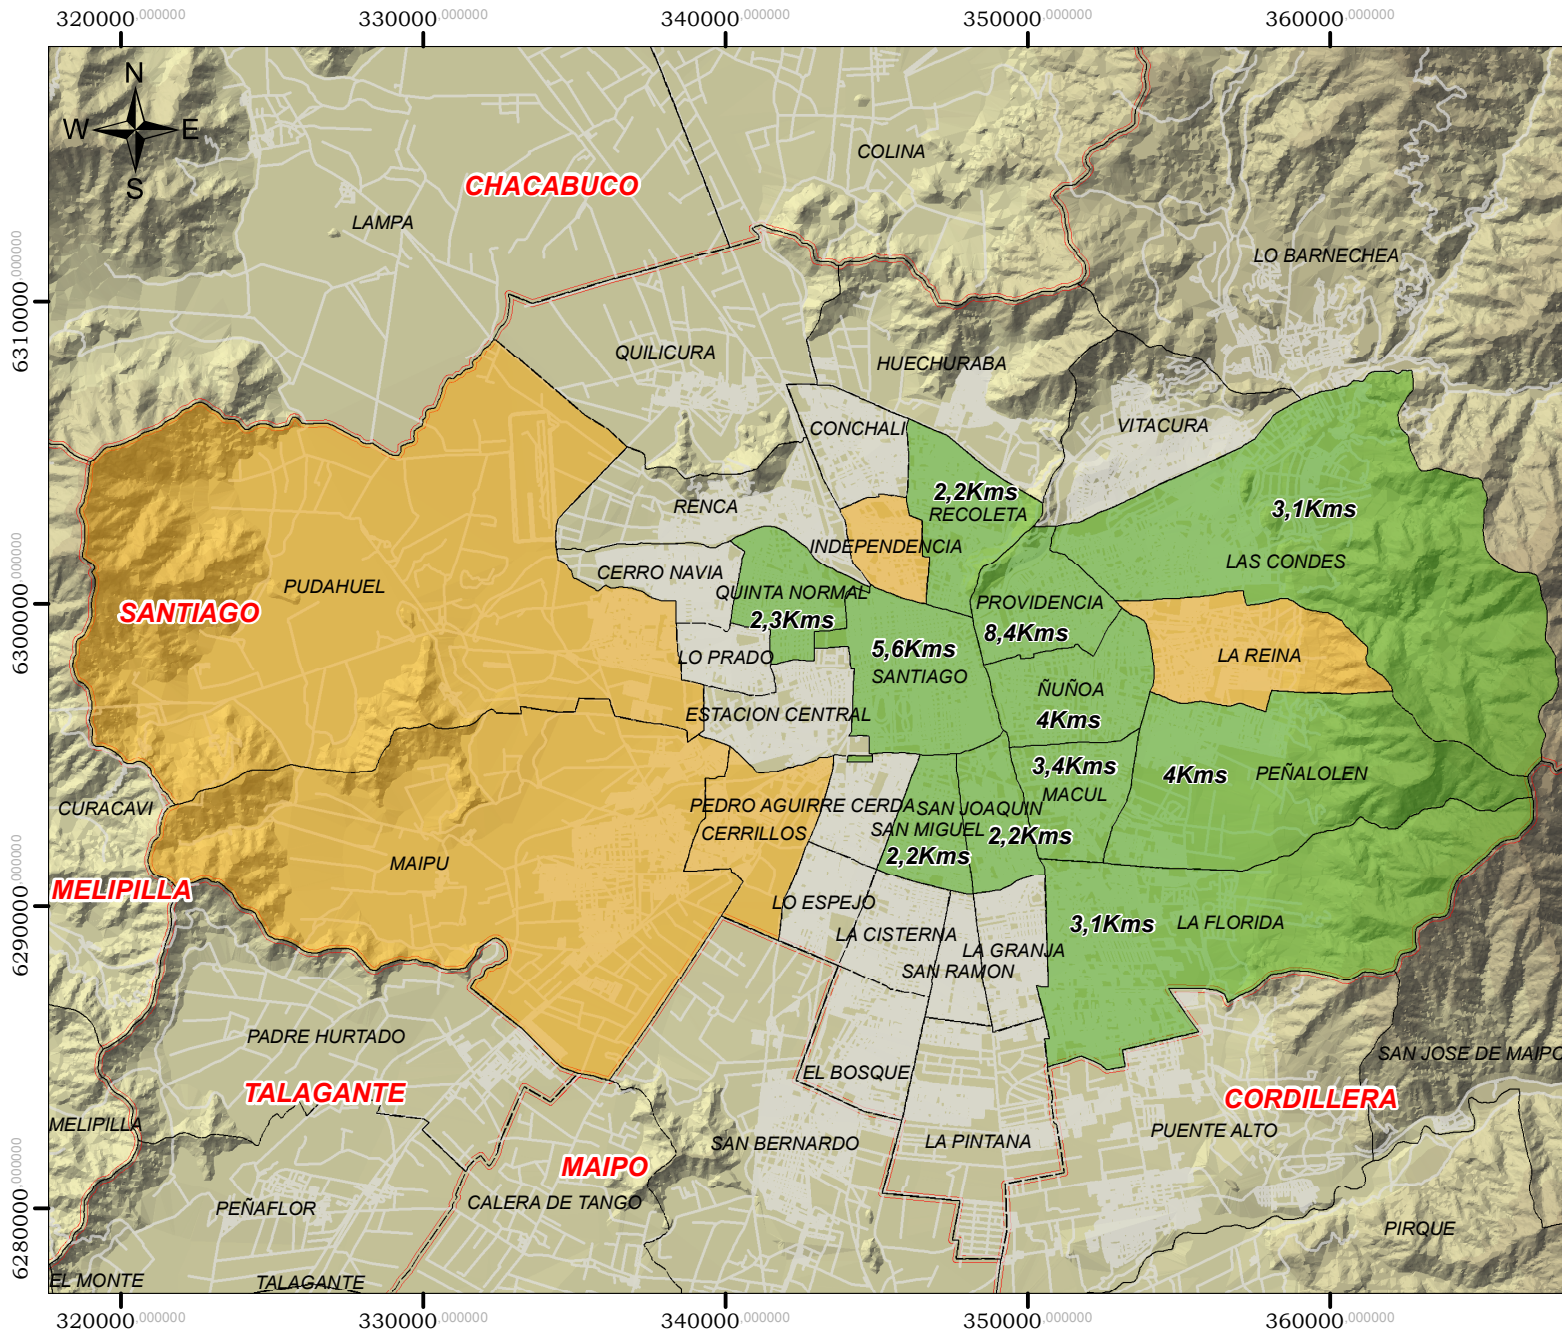 320000,000000 330000,000000 340000,000000 350000,000000 360000,000000
N
W E
S
COLINA
CHACABUCO
LAMPA
LO BARNECHEA
6310000,000000
QUILICURA
HUECHURABA
CONCHALI
VITACURA
2,2Kms
RECOLETA
3,1Kms
RENCA
INDEPENDENCIA
LAS CONDES
CERRO NAVIA
PUDAHUEL
QUINTA NORMAL
2,3Kms
PROVIDENCIA
8,4Kms
SANTIAGO
6300000,000000
5,6Kms
SANTIAGO
LO PRADO
LA REINA
ÑUÑOA
4Kms
ESTACION CENTRAL
3,4Kms
MACUL
4Kms
PEÑALOLEN
CURACAVI
PEDRO AGUIRRE CERDA
SAN JOAQUIN
2,2Kms
CERRILLOS
SAN MIGUEL
2,2Kms
MAIPU
MELIPILLA
LO ESPEJO
3,1Kms
LA FLORIDA
6290000,000000
LA CISTERNA
LA GRANJA
SAN RAMON
PADRE HURTADO
SAN JOSE DE MAIPO
EL BOSQUE
TALAGANTE
CORDILLERA
MELIPILLA
PUENTE ALTO
SAN BERNARDO
LA PINTANA
MAIPO
CALERA DE TANGO
PEÑAFLOR
6280000,000000
PIRQUE
EL MONTE
TALAGANTE
320000,000000 330000,000000 340000,000000 350000,000000 360000,000000